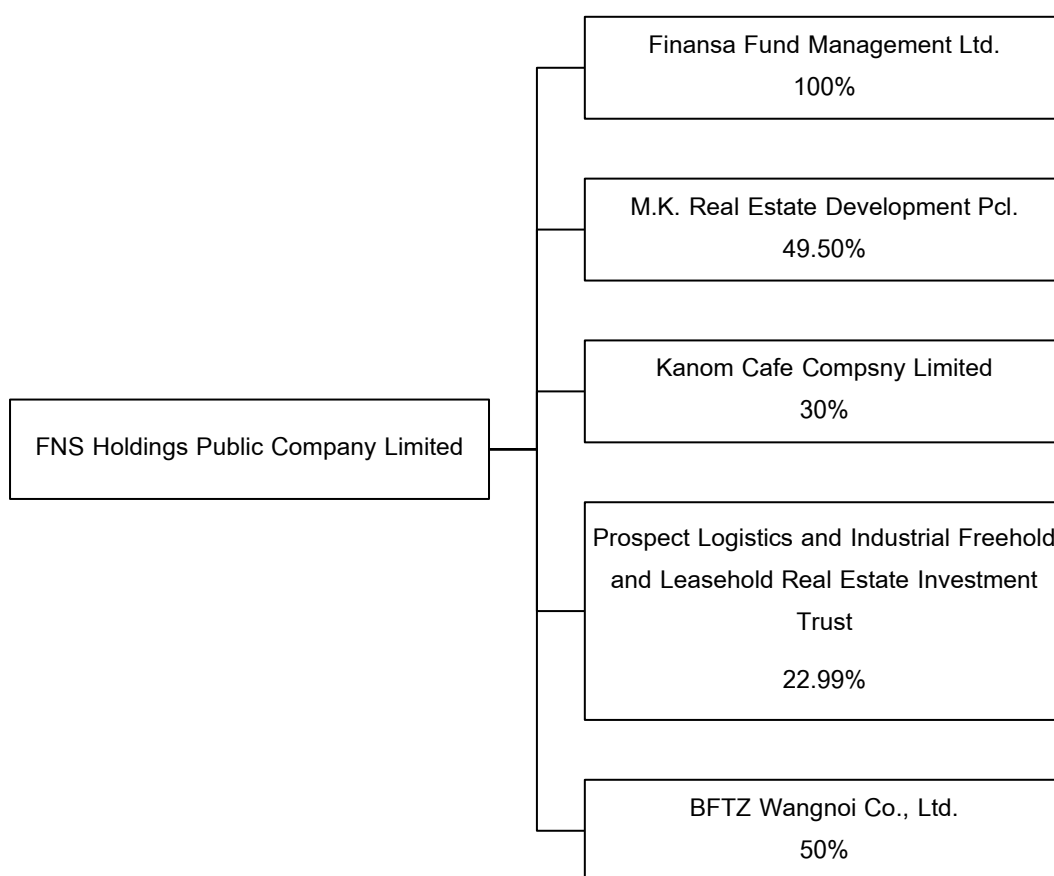 Finansa Fund Management Ltd.
100%
M.K. Real Estate Development Pcl.
49.50%
Kanom Cafe Compsny Limited
30%
FNS Holdings Public Company Limited
Prospect Logistics and Industrial Freehold
and Leasehold Real Estate Investment
Trust
22.99%
BFTZ Wangnoi Co., Ltd.
50%